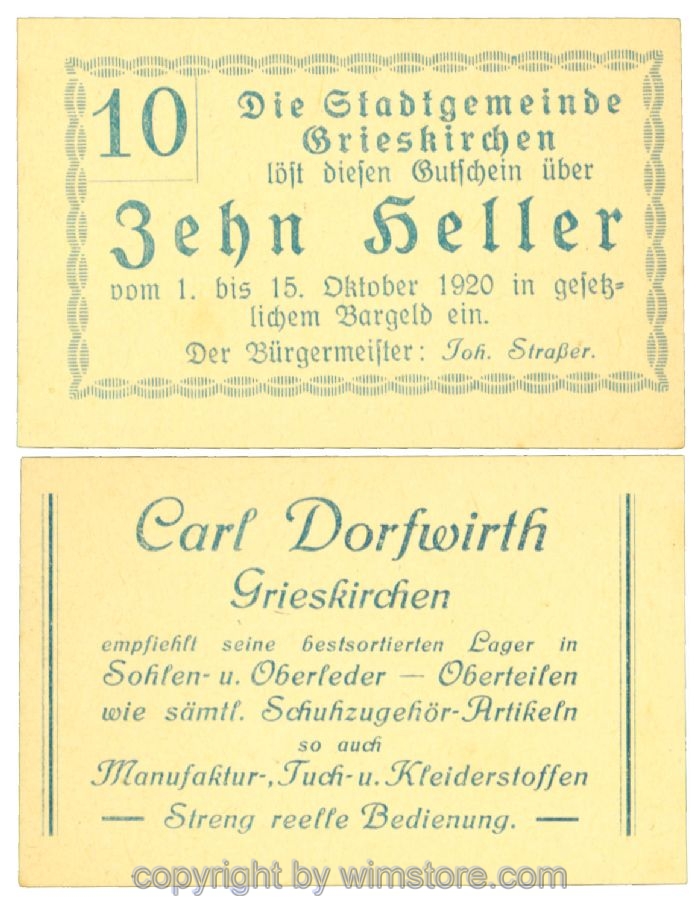 10
Die Stadtgemeinde
Grieskirchen
löst diesen Gutschein über
Zehn Heller
vom 1. bis 15. Oktober 1920 in gesetz=
lichem Bargeld ein.
Der Bürgermeister: Joh. Straßer.
Carl Dorfwirth
Grieskirchen
empfiehlt seine bestsortierten Lager in
Sohlen- u. Oberleder — Oberteilen
wie sämtl. Schuhzugehör-Artikeln
so auch
Manufaktur-, Tuch- u. Kleiderstoffen
— Streng reelle Bedienung. —
copyright by wimstore.com